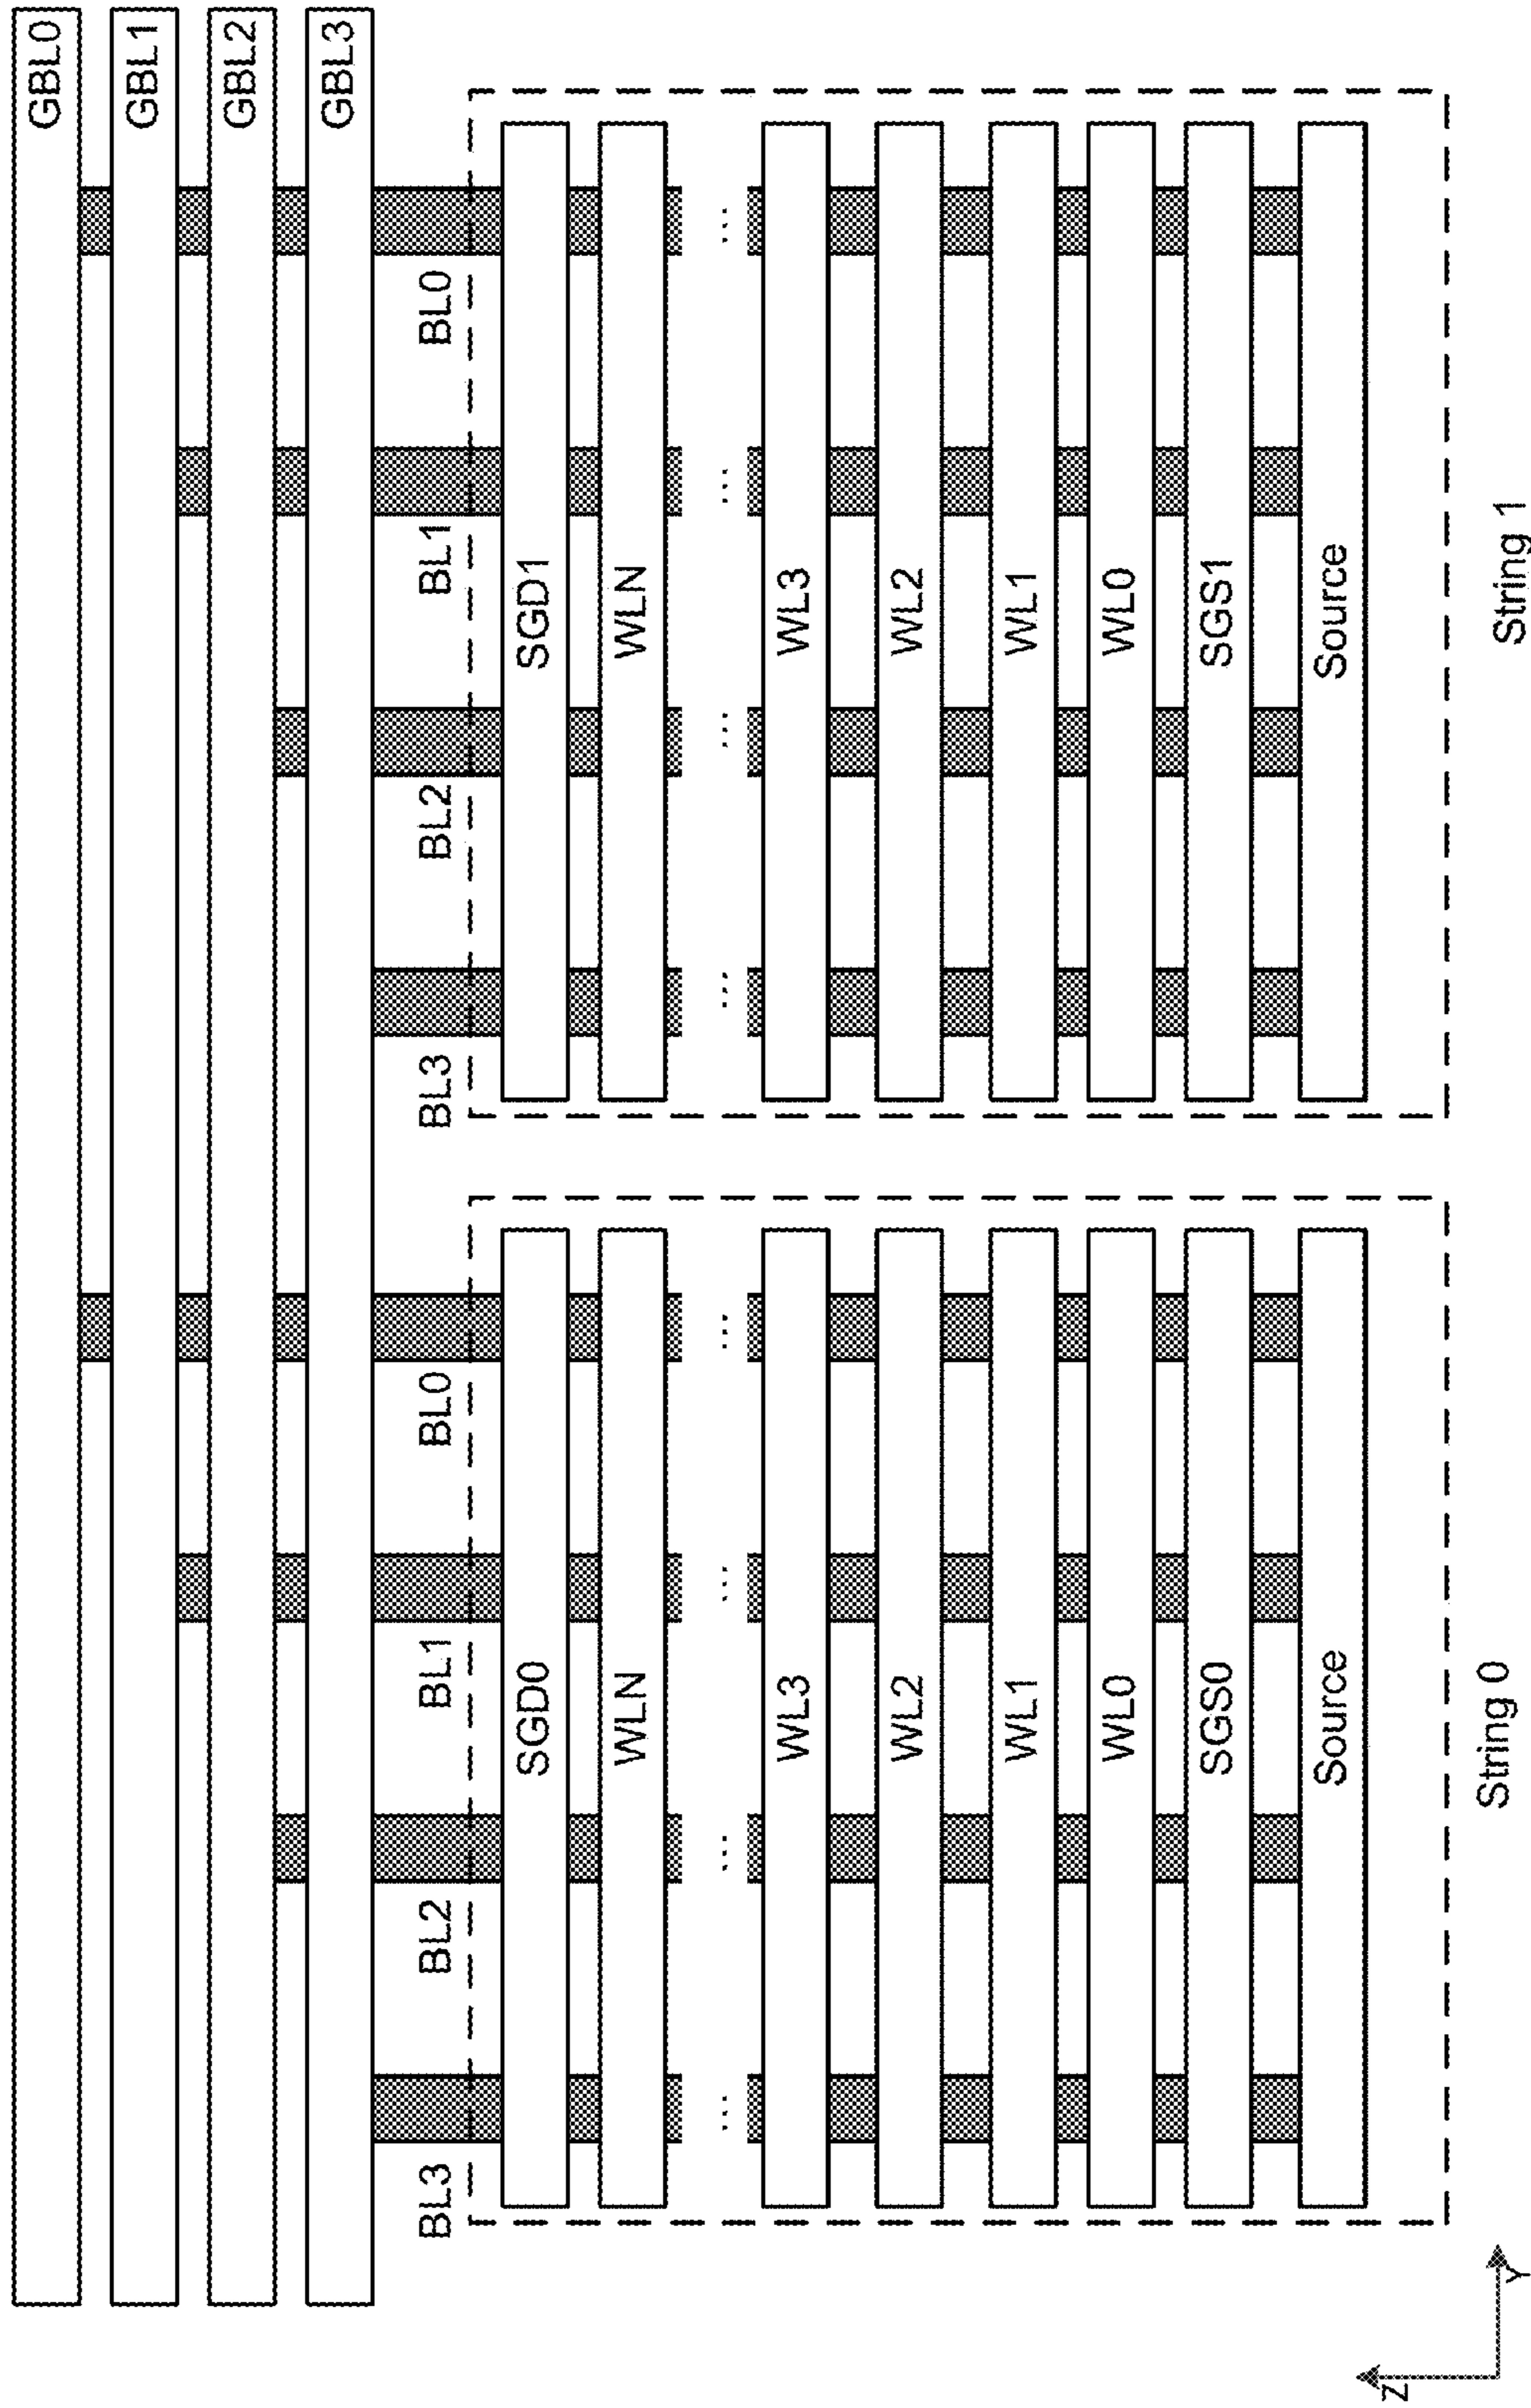 GBL0
GBL1
GBL2
GBL3
BL3 BL2 BL1 BL0 BL3 BL2 BL1 BL0
SGD0 SGD1
WLN WLN
... ... ... ... ... ... ... ...
WL3 WL3
WL2 WL2
WL1 WL1
WL0 WL0
SGS0 SGS1
Source Source
Z
String 0 String 1
Y